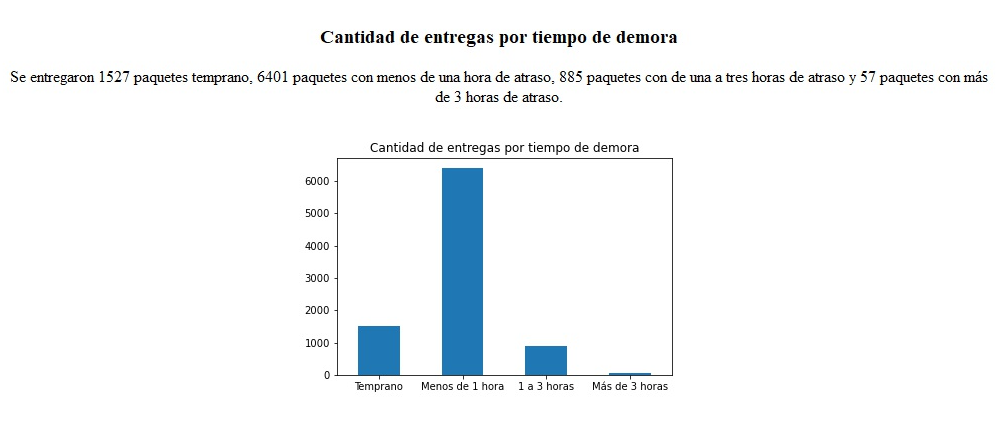 Cantidad de entregas por tiempo de demora
Se entregaron 1527 paquetes temprano, 6401 paquetes con menos de una hora de atraso, 885 paquetes con de una a tres horas de atraso y 57 paquetes con más
de 3 horas de atraso.
Cantidad de entregas por tiempo de demora
6000
5000
4000
3000
2000
1000
0
Temprano Menos de 1 hora 1 a 3 horas Más de 3 horas